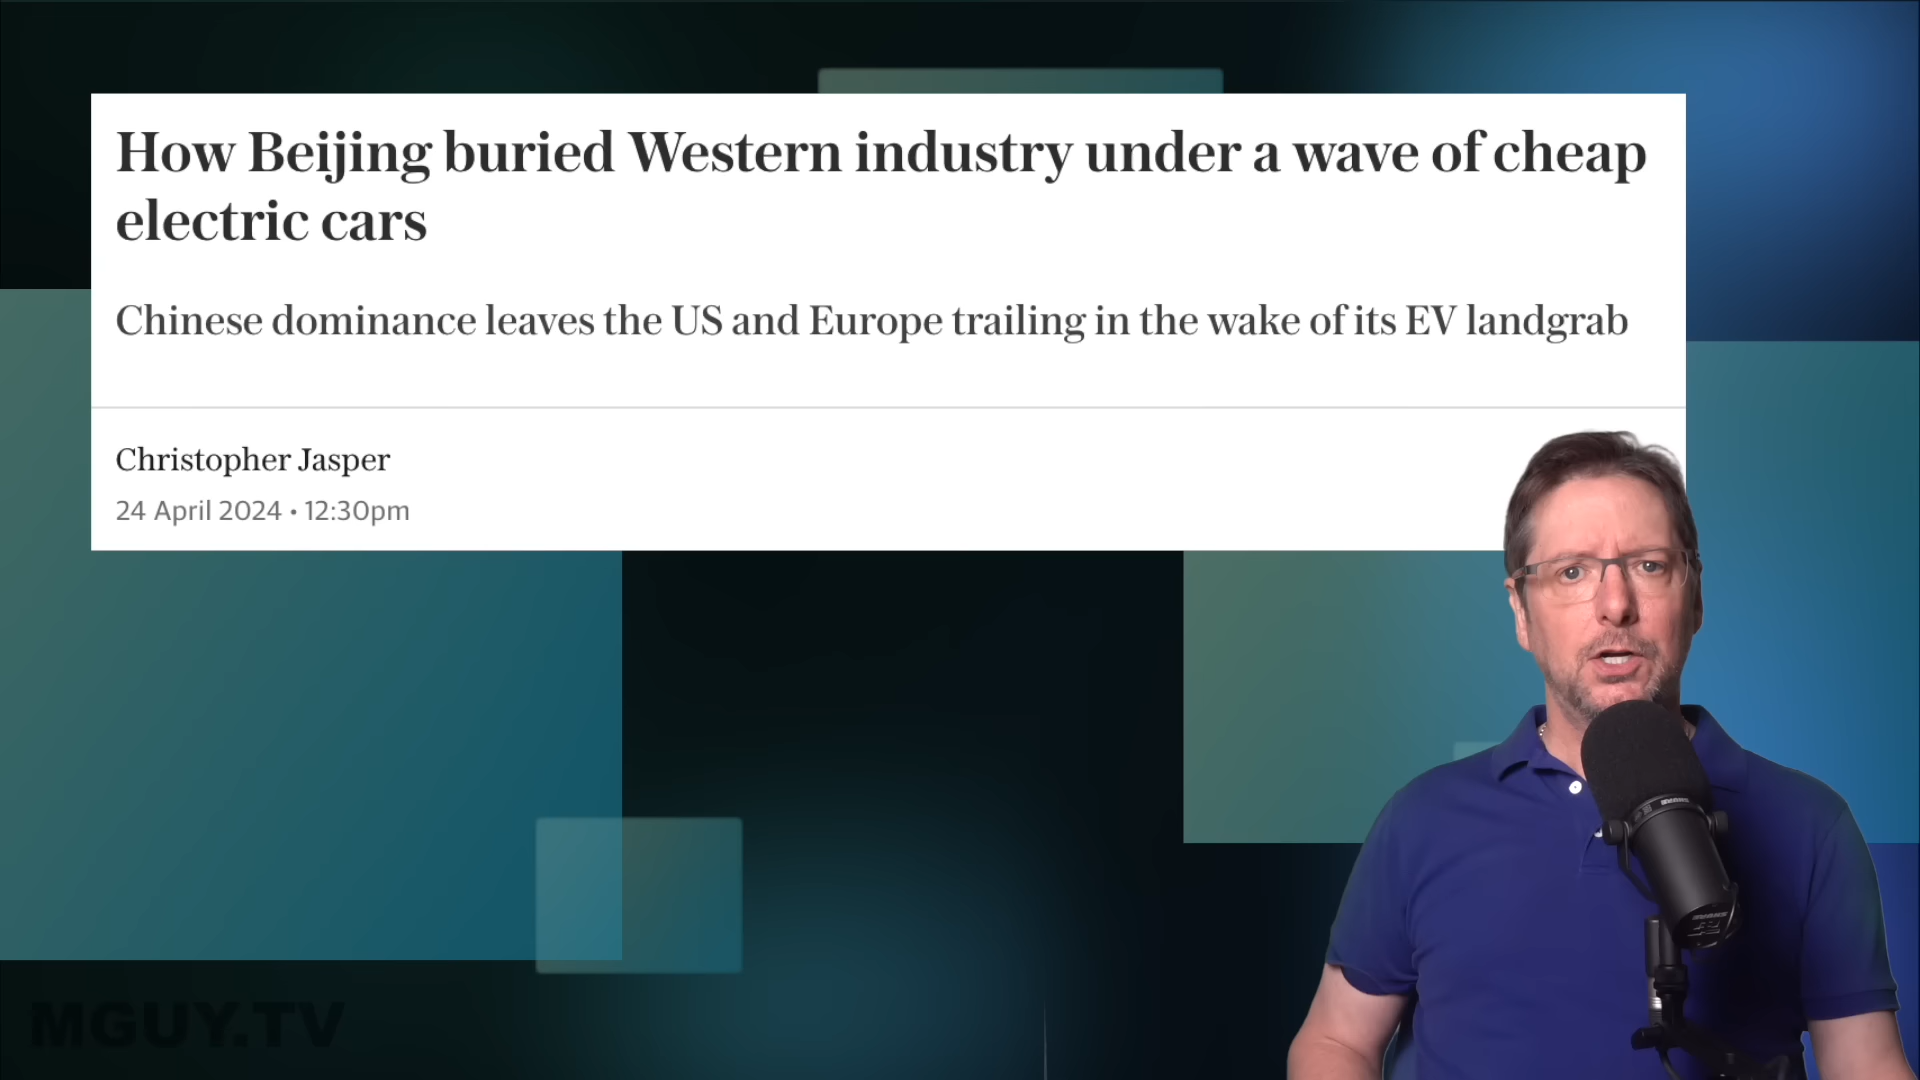 How Beijing buried Western industry under a wave of cheap
electric cars
Chinese dominance leaves the US and Europe trailing in the wake of its EV landgrab
Christopher Jasper
24 April 2024 • 12:30pm
MGUY.TV